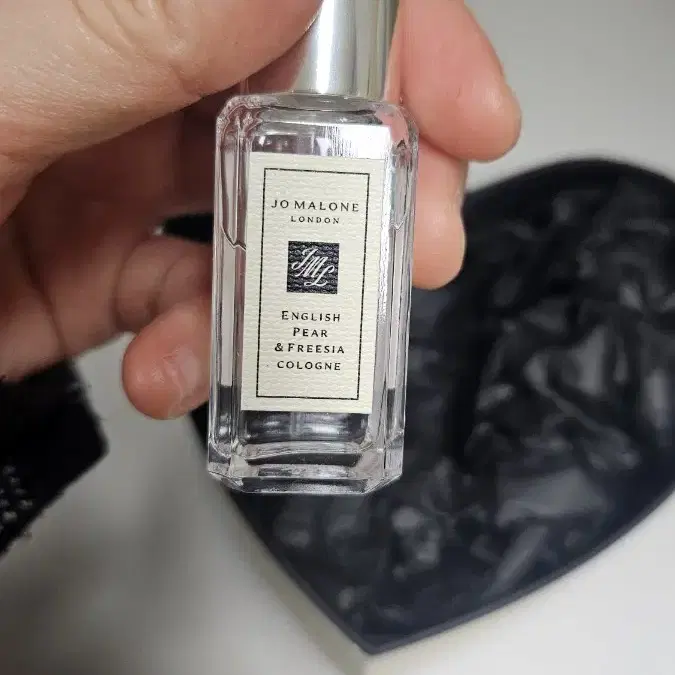 JO MALONE
LONDON
JML
ENGLISH
PEAR
& FREESIA
COLOGNE